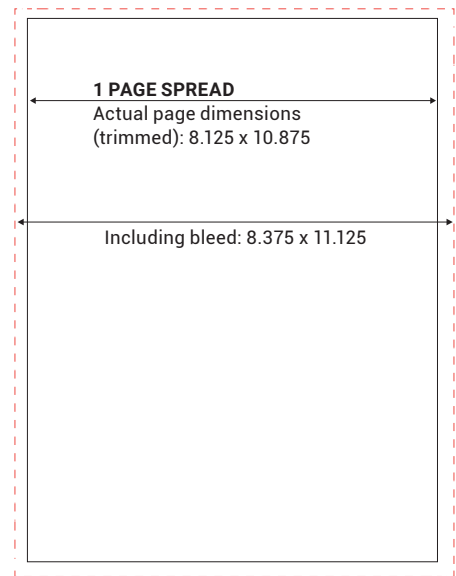 1 PAGE SPREAD
Actual page dimensions
(trimmed): 8.125 x 10.875
Including bleed: 8.375 x 11.125